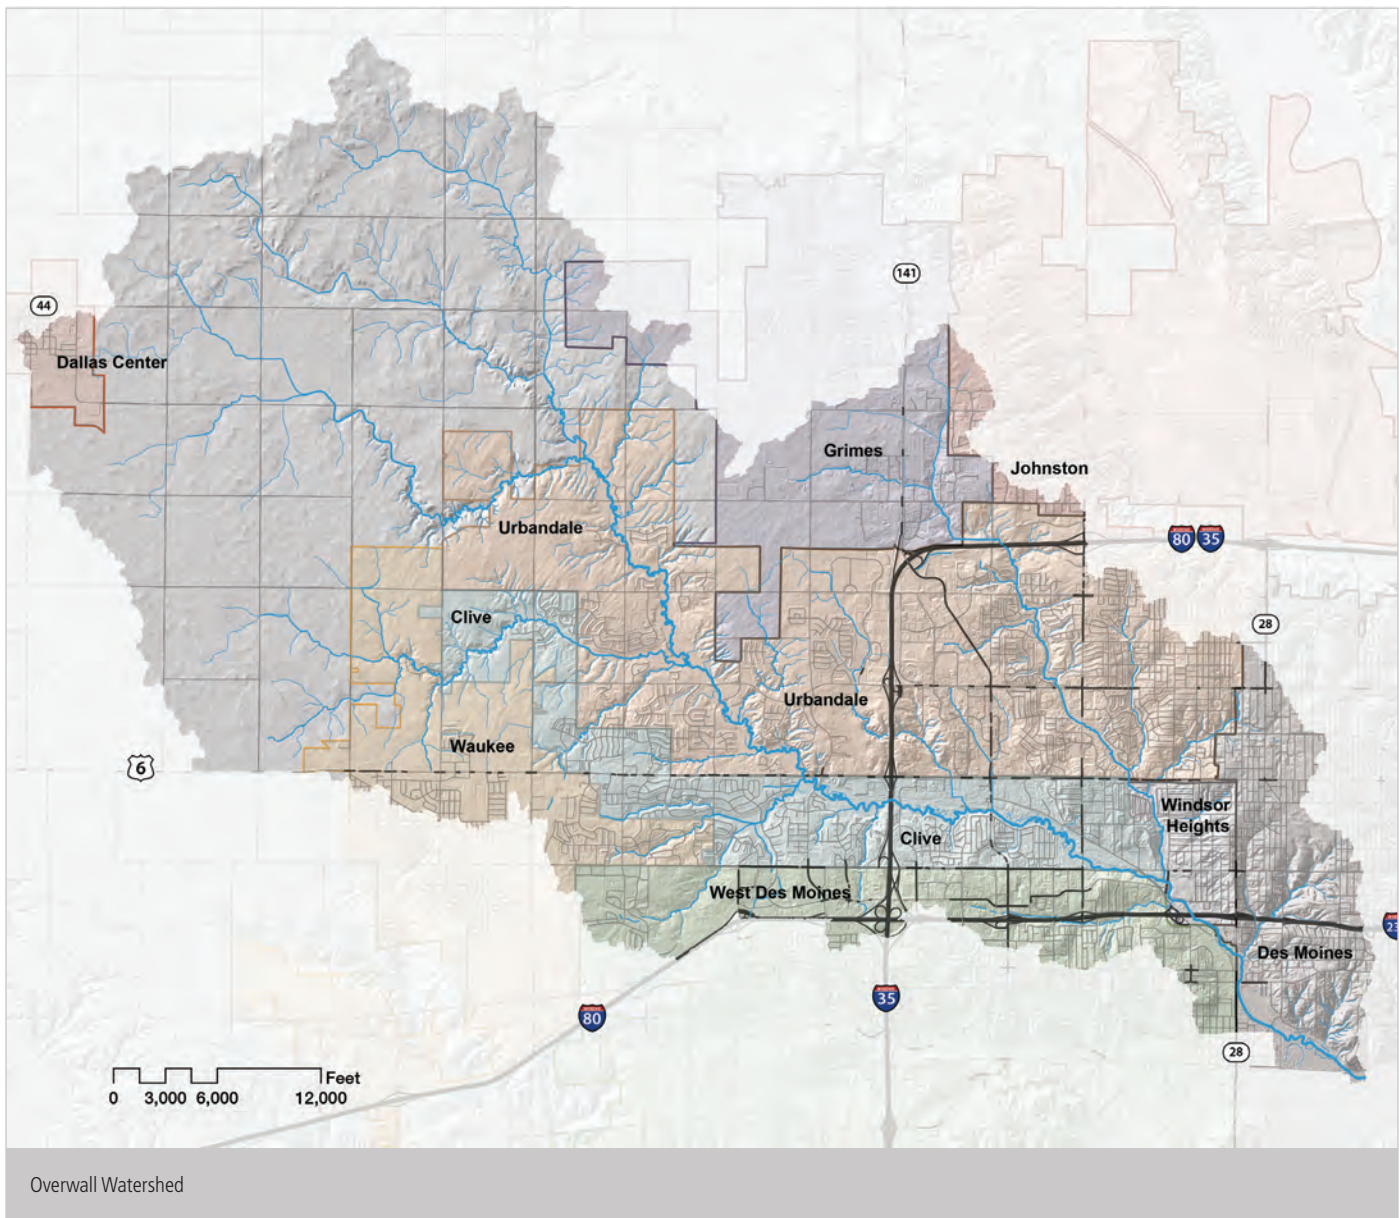 141
44
Dallas Center
Grimes
Johnston
Urbandale
80
35
Clive
28
Urbandale
Waukee
6
Windsor
Heights
Clive
West Des Moines
Des Moines
35
80
28
Feet
0
3,000
6,000
12,000
Overwall Watershed